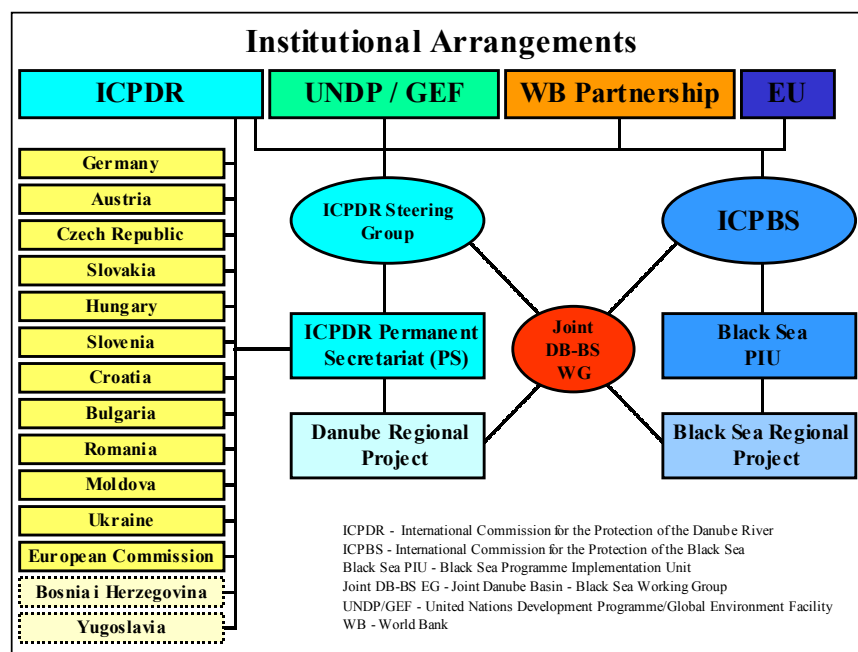 Institutional Arrangements
ICPDR
UNDP / GEF
WB Partnership
EU
Germany
Austria
Czech Republic
Slovakia
Hungary
Slovenia
Croatia
Bulgaria
Romania
Moldova
Ukraine
European Commission
Bosnia i Herzegovina
Yugoslavia
ICPDR Steering
Group
ICPBS
ICPDR Permanent
Secretariat (PS)
Joint
DB-BS
WG
Black Sea
PIU
Danube Regional
Project
Black Sea Regional
Project
ICPDR - International Commission for the Protection of the Danube River
ICPBS - International Commission for the Protection of the Black Sea
Black Sea PIU - Black Sea Programme Implementation Unit
Joint DB-BS EG - Joint Danube Basin - Black Sea Working Group
UNDP/GEF - United Nations Development Programme/Global Environment Facility
WB - World Bank